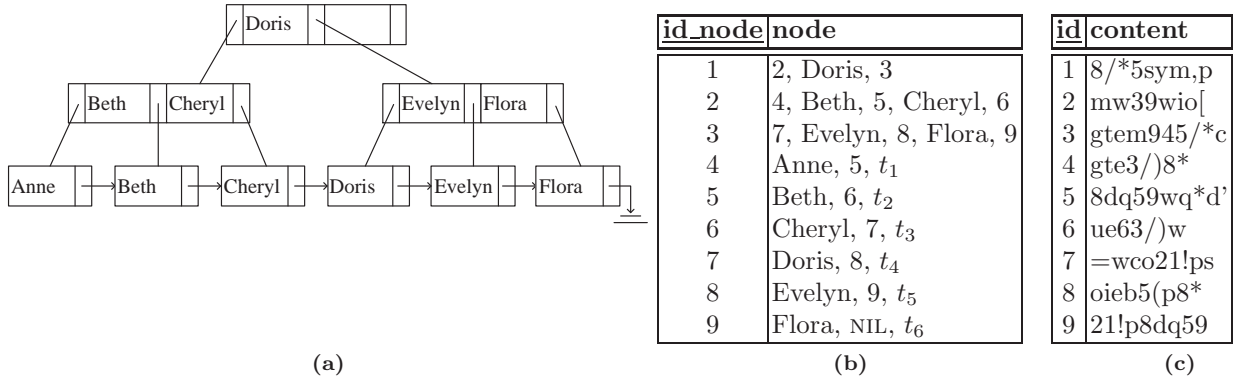 Doris
Beth Cheryl
Evelyn Flora
Anne Beth Cheryl Doris Evelyn Flora
(a)
id_node node
1 2, Doris, 3
2 4, Beth, 5, Cheryl, 6
3 7, Evelyn, 8, Flora, 9
4 Anne, 5, t₁
5 Beth, 6, t₂
6 Cheryl, 7, t₃
7 Doris, 8, t₄
8 Evelyn, 9, t₅
9 Flora, NIL, t₆
(b)
id content
1 8/*5sym,p
2 mw39wio[
3 gtem945/*c
4 gte3/)8*
5 8dq59wq*d'
6 ue63/)w
7 =wco21!ps
8 oieb5(p8*
9 21!p8dq59
(c)